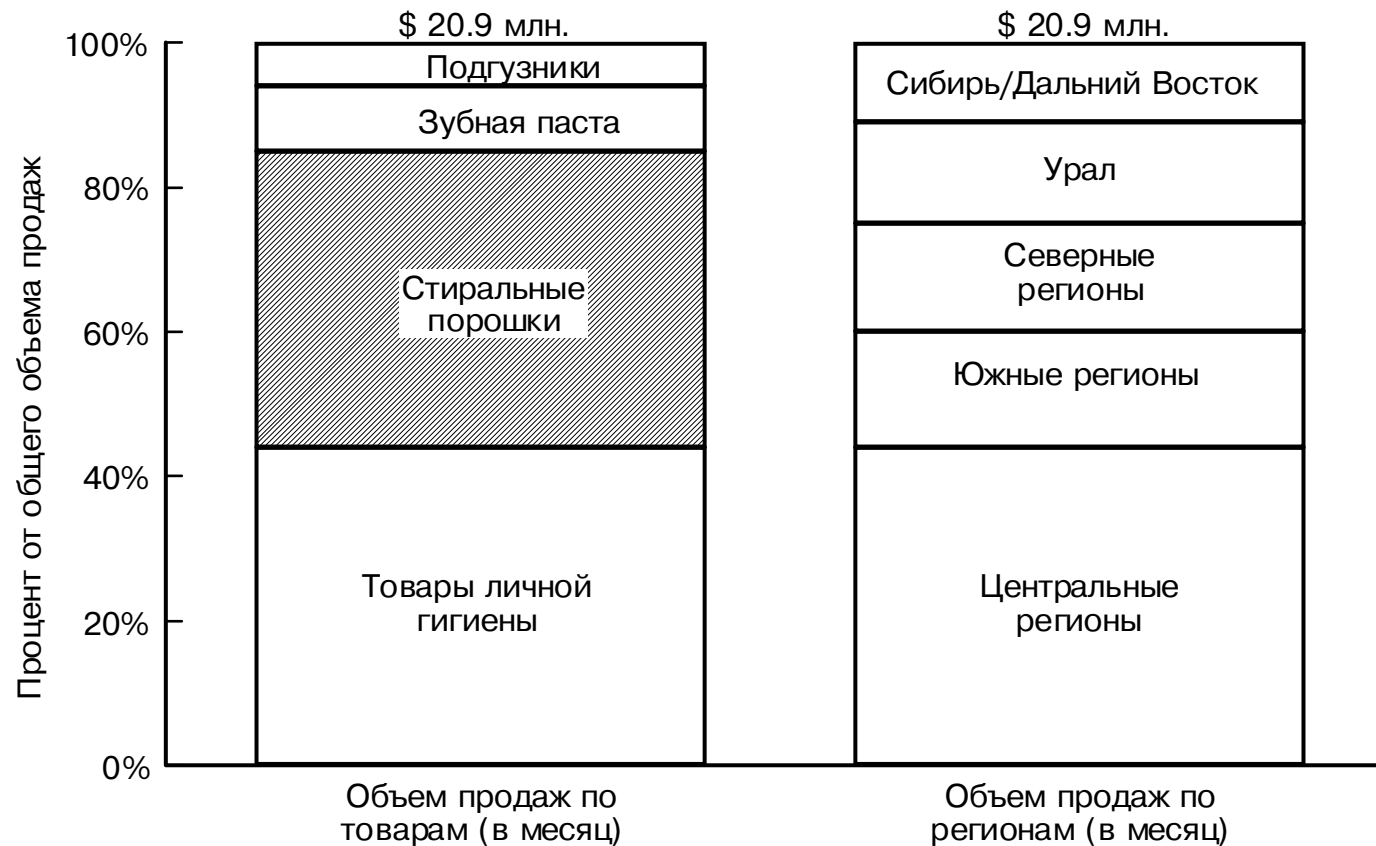 Процент от общего объема продаж
100%
80%
60%
40%
20%
0%
$ 20.9 млн.
Подгузники
Зубная паста
Стиральные
порошки
Товары личной
гигиены
Объем продаж по
товарам (в месяц)
$ 20.9 млн.
Сибирь/Дальний Восток
Урал
Северные
регионы
Южные регионы
Центральные
регионы
Объем продаж по
регионам (в месяц)